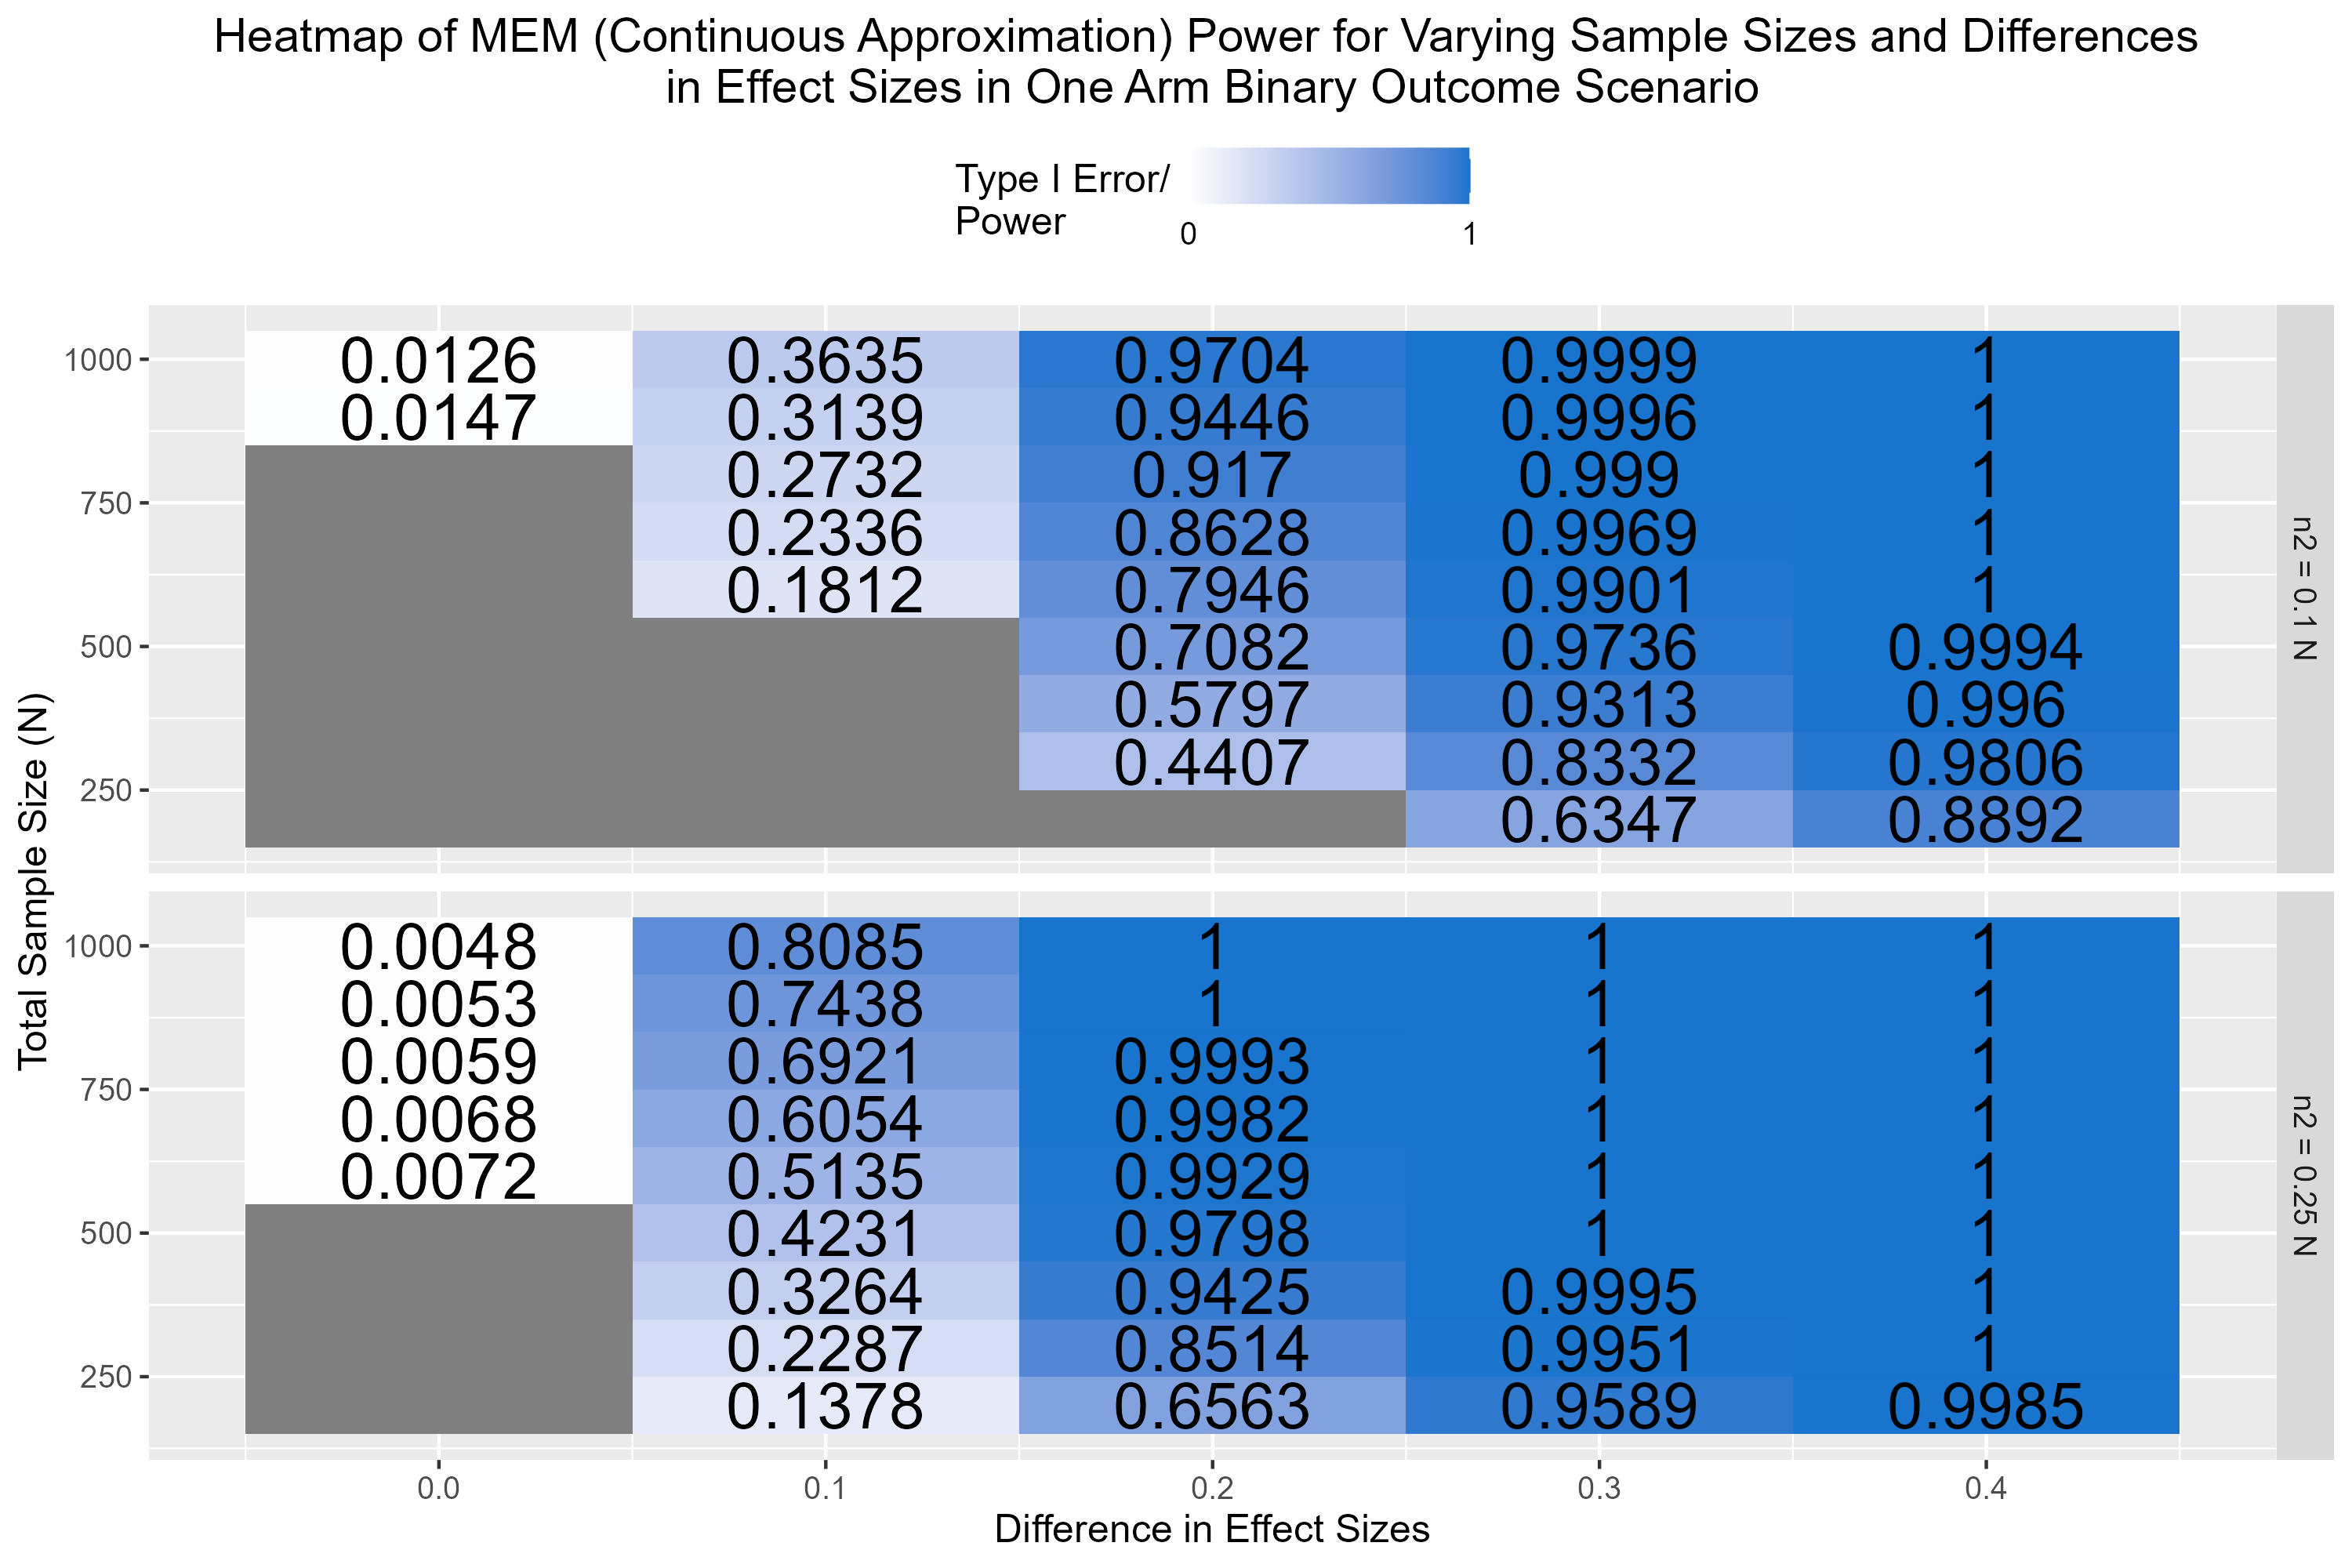 Heatmap of MEM (Continuous Approximation) Power for Varying Sample Sizes and Differences
in Effect Sizes in One Arm Binary Outcome Scenario
Type I Error/
Power
0 1
1000 0.0126 0.3635 0.9704 0.9999 1
0.0147 0.3139 0.9446 0.9996 1
0.2732 0.917 0.999 1
750
0.2336 0.8628 0.9969 1
0.1812 0.7946 0.9901 1
500 0.7082 0.9736 0.9994
0.5797 0.9313 0.996
0.4407 0.8332 0.9806
250
0.6347 0.8892
n2 = 0.1 N
Total Sample Size (N)
1000 0.0048 0.8085 1 1 1
0.0053 0.7438 1 1 1
0.0059 0.6921 0.9993 1 1
750
0.0068 0.6054 0.9982 1 1
0.0072 0.5135 0.9929 1 1
500 0.4231 0.9798 1 1
0.3264 0.9425 0.9995 1
0.2287 0.8514 0.9951 1
250
0.1378 0.6563 0.9589 0.9985
n2 = 0.25 N
0.0 0.1 0.2 0.3 0.4
Difference in Effect Sizes